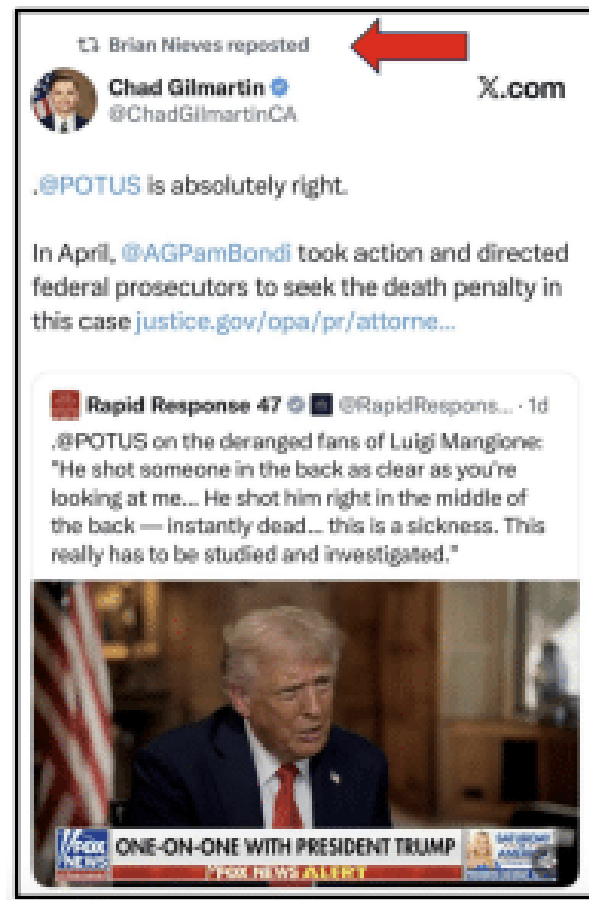 Brian Nieves reposted
Chad Gilmartin
X.com
@ChadGilmartinCA
.@POTUS is absolutely right.
In April, @AGPamBondi took action and directed
federal prosecutors to seek the death penalty in
this case justice.gov/opa/pr/attorne...
Rapid Response 47 @RapidRespons... · 1d
.@POTUS on the deranged fans of Luigi Mangione:
"He shot someone in the back as clear as you're
looking at me... He shot him right in the middle of
the back — instantly dead... this is a sickness. This
really has to be studied and investigated."
FOX
NEWS
ONE-ON-ONE WITH PRESIDENT TRUMP
FOX NEWS ALERT